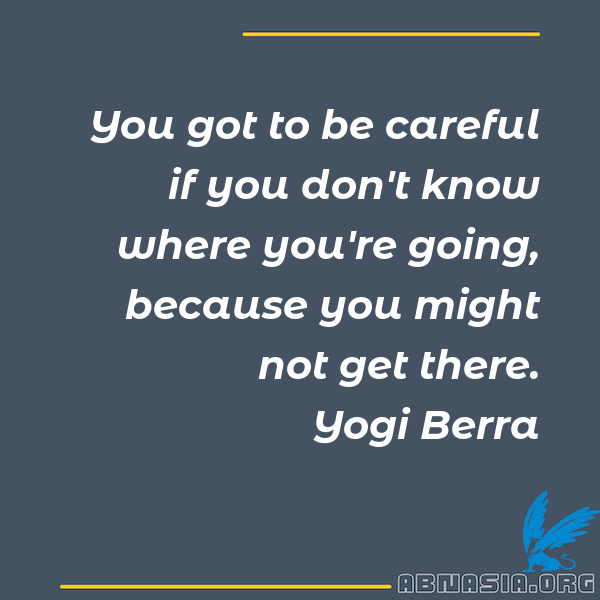 You got to be careful
if you don't know
where you're going,
because you might
not get there.
Yogi Berra
ABNASIA.ORG